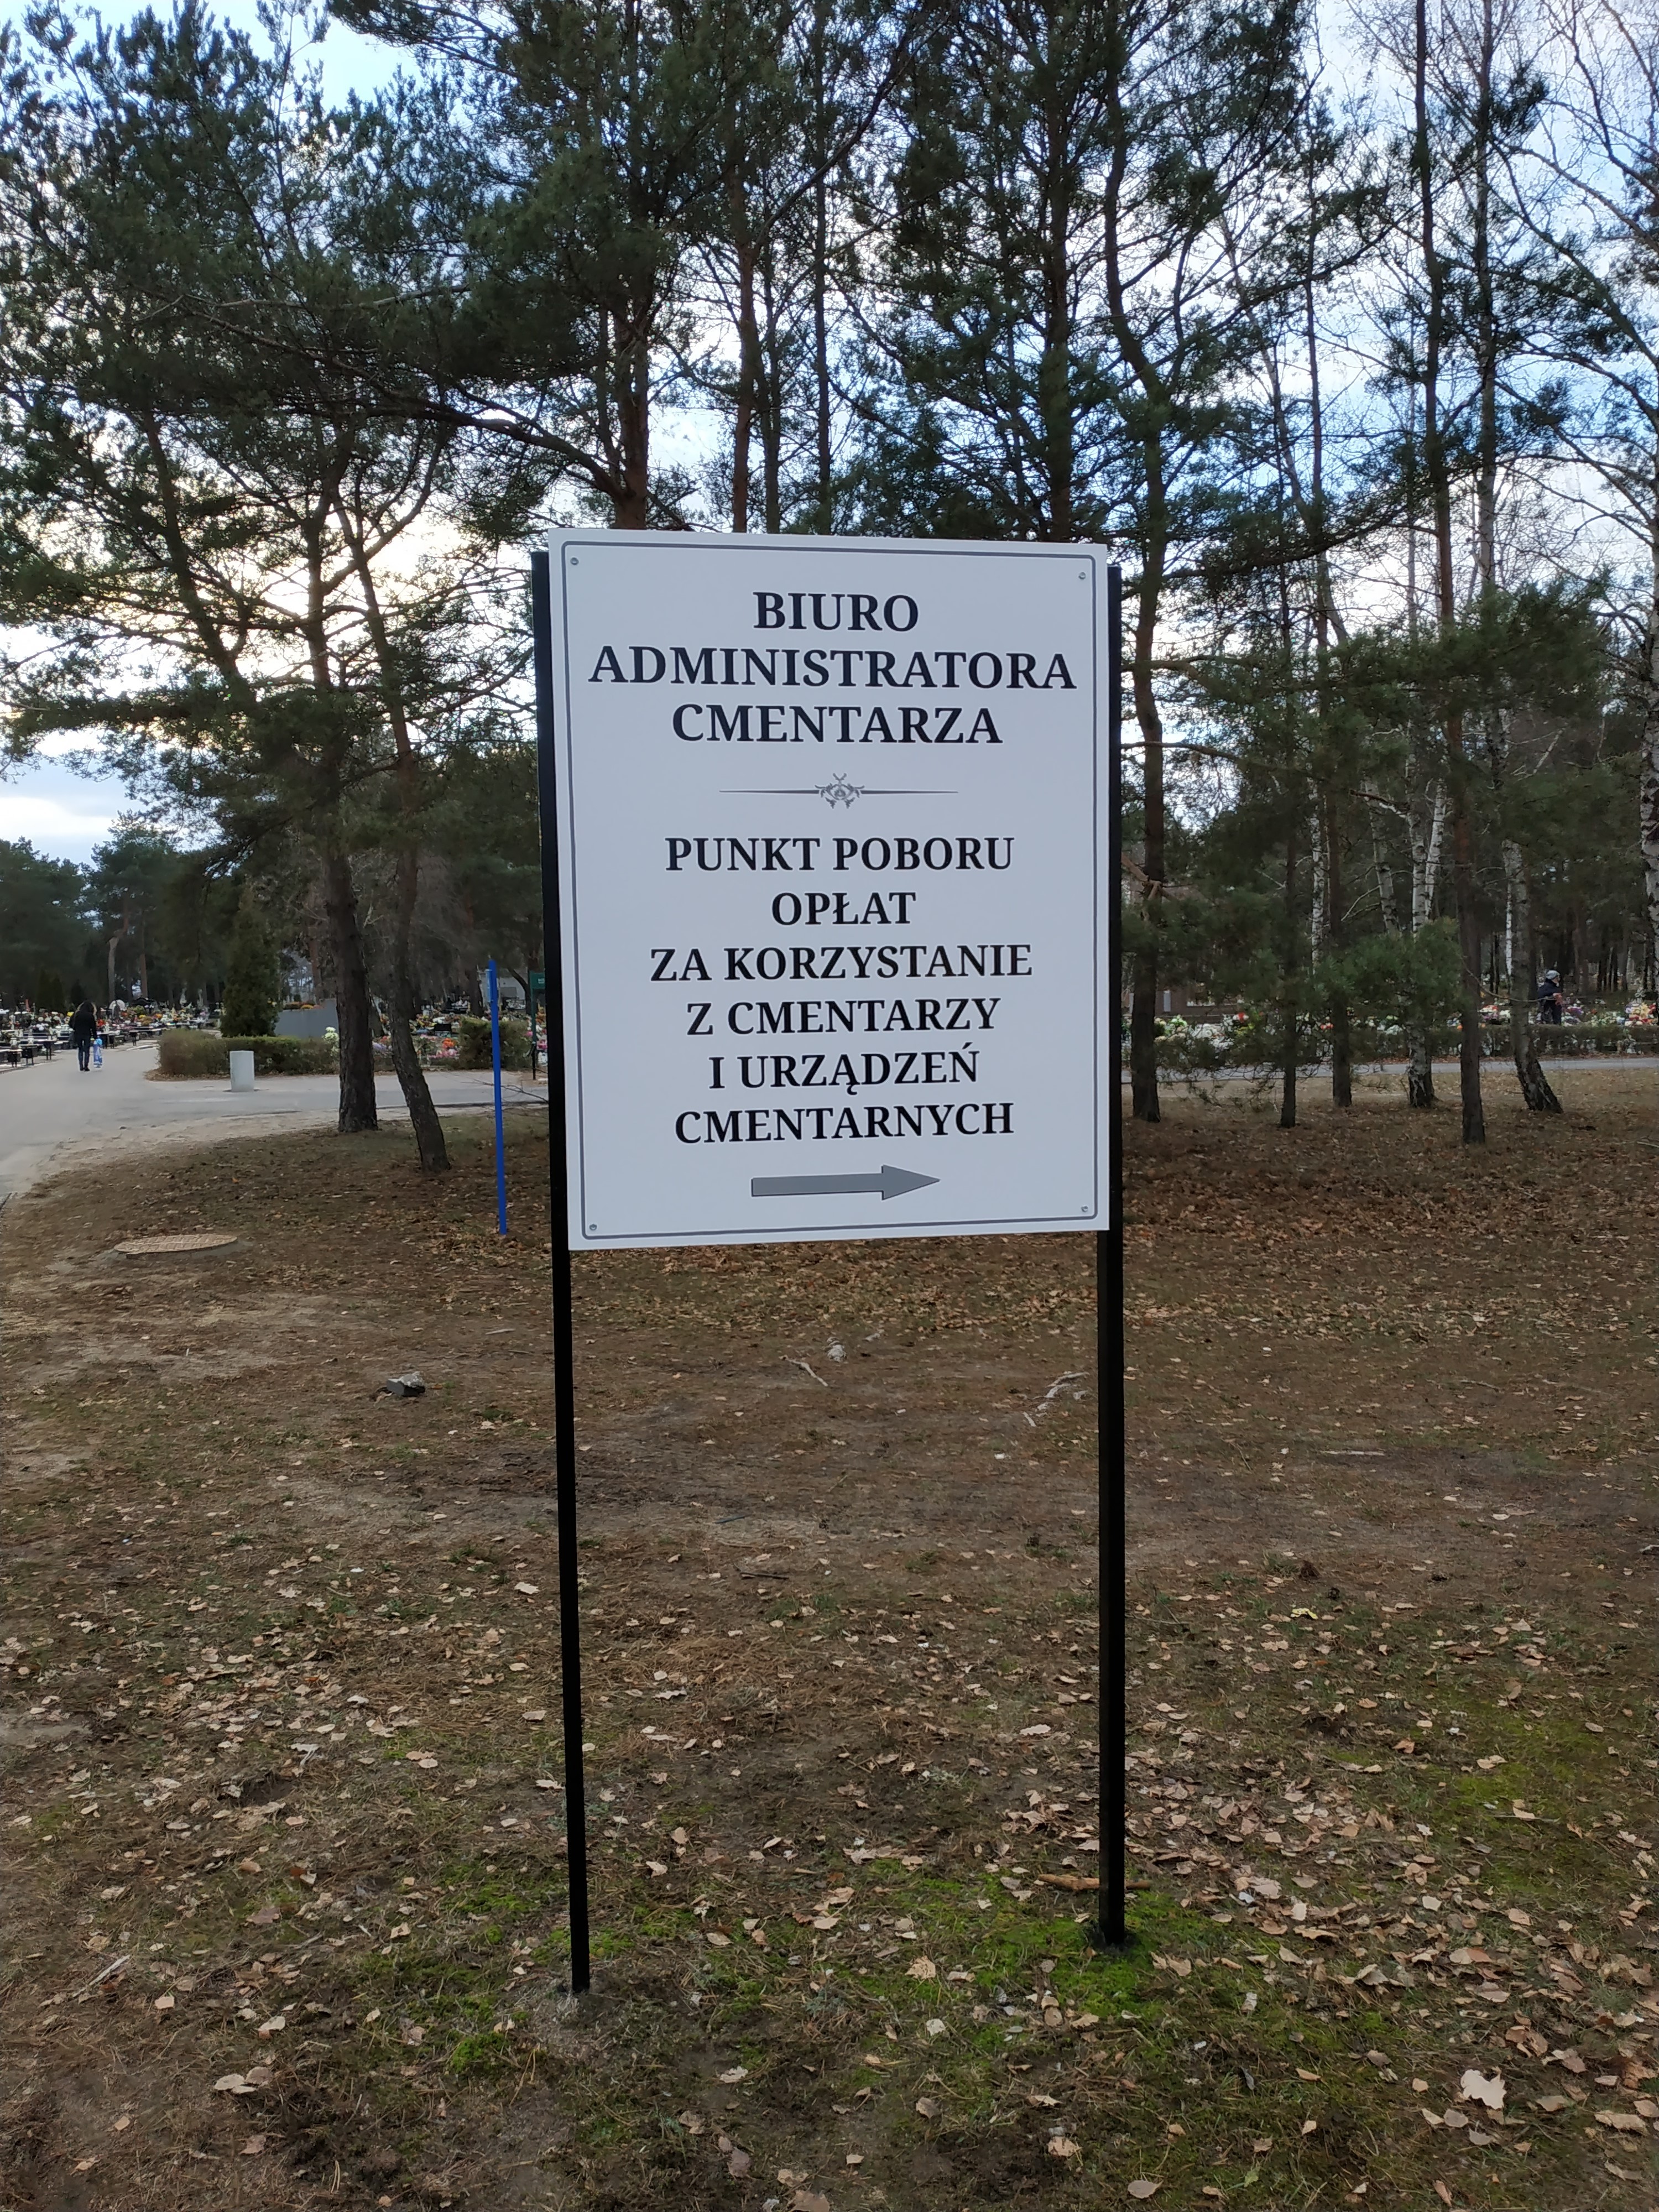 BIURO
ADMINISTRATORA
CMENTARZA
PUNKT POBORU
OPŁAT
ZA KORZYSTANIE
Z CMENTARZY
I URZĄDZEŃ
CMENTARNYCH